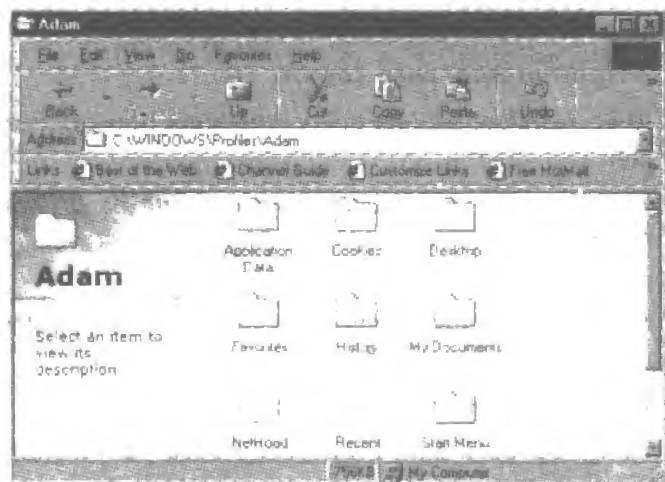 Adam
File Edit View Go Favorites Help
Back Up Cut Copy Paste Undo
Address C:\WINDOWS\Profiles\Adam
Links Best of the Web Channel Guide Customize Links Free HotMail
Adam
Select an item to
view its
description
Application
Data
Cookies
Desktop
Favorites
History
My Documents
NetHood
Recent
Start Menu
My Computer